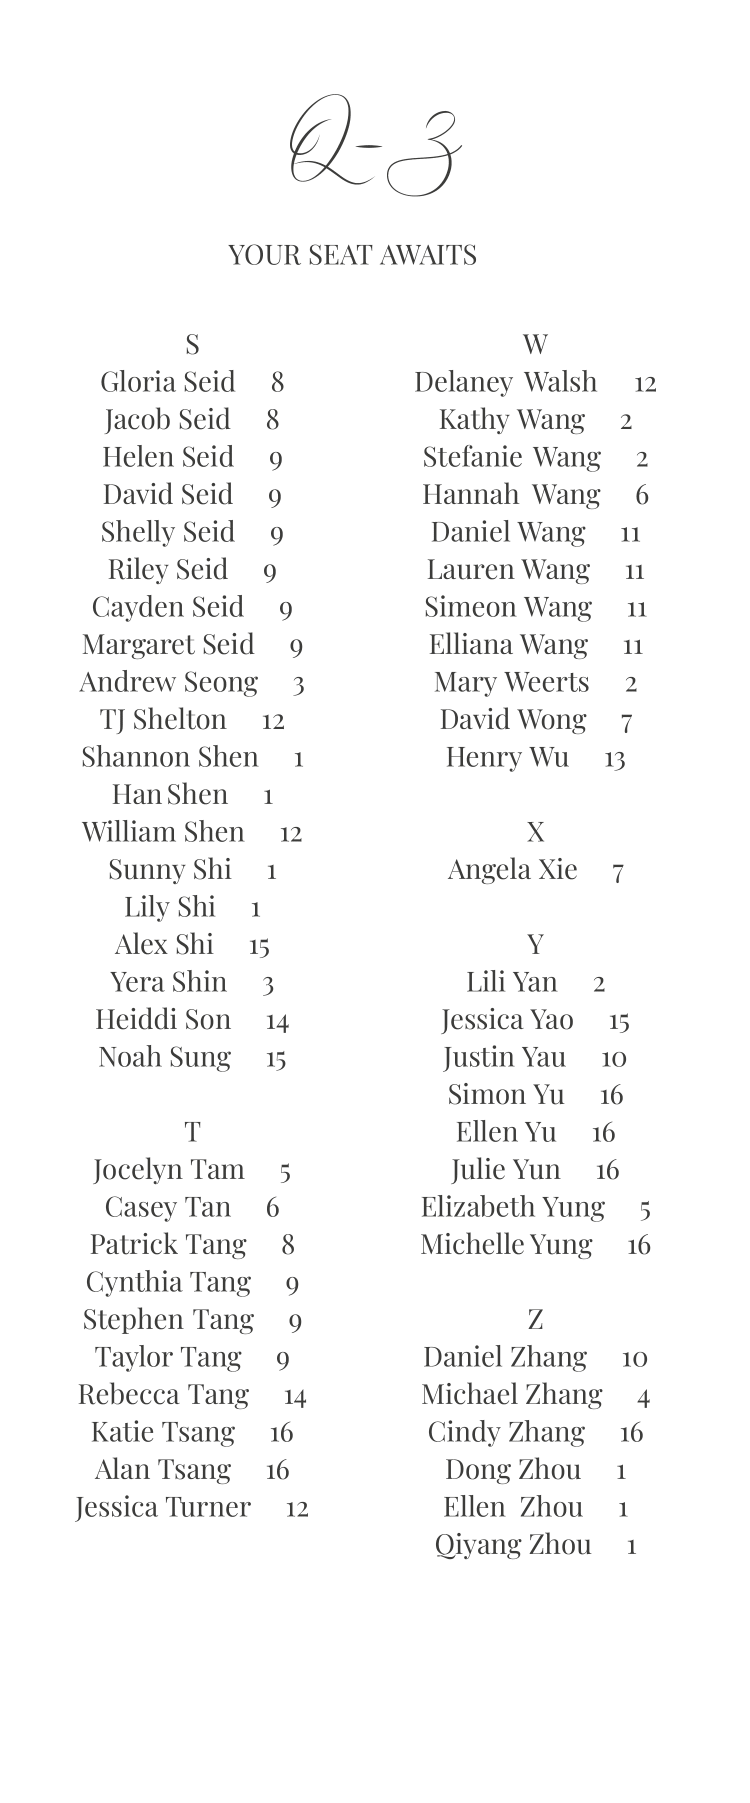 Q-Z
YOUR SEAT AWAITS
S
Gloria Seid 8
Jacob Seid 8
Helen Seid 9
David Seid 9
Shelly Seid 9
Riley Seid 9
Cayden Seid 9
Margaret Seid 9
Andrew Seong 3
TJ Shelton 12
Shannon Shen 1
Han Shen 1
William Shen 12
Sunny Shi 1
Lily Shi 1
Alex Shi 15
Yera Shin 3
Heiddi Son 14
Noah Sung 15
T
Jocelyn Tam 5
Casey Tan 6
Patrick Tang 8
Cynthia Tang 9
Stephen Tang 9
Taylor Tang 9
Rebecca Tang 14
Katie Tsang 16
Alan Tsang 16
Jessica Turner 12
W
Delaney Walsh 12
Kathy Wang 2
Stefanie Wang 2
Hannah Wang 6
Daniel Wang 11
Lauren Wang 11
Simeon Wang 11
Elliana Wang 11
Mary Weerts 2
David Wong 7
Henry Wu 13
X
Angela Xie 7
Y
Lili Yan 2
Jessica Yao 15
Justin Yau 10
Simon Yu 16
Ellen Yu 16
Julie Yun 16
Elizabeth Yung 5
Michelle Yung 16
Z
Daniel Zhang 10
Michael Zhang 4
Cindy Zhang 16
Dong Zhou 1
Ellen Zhou 1
Qiyang Zhou 1